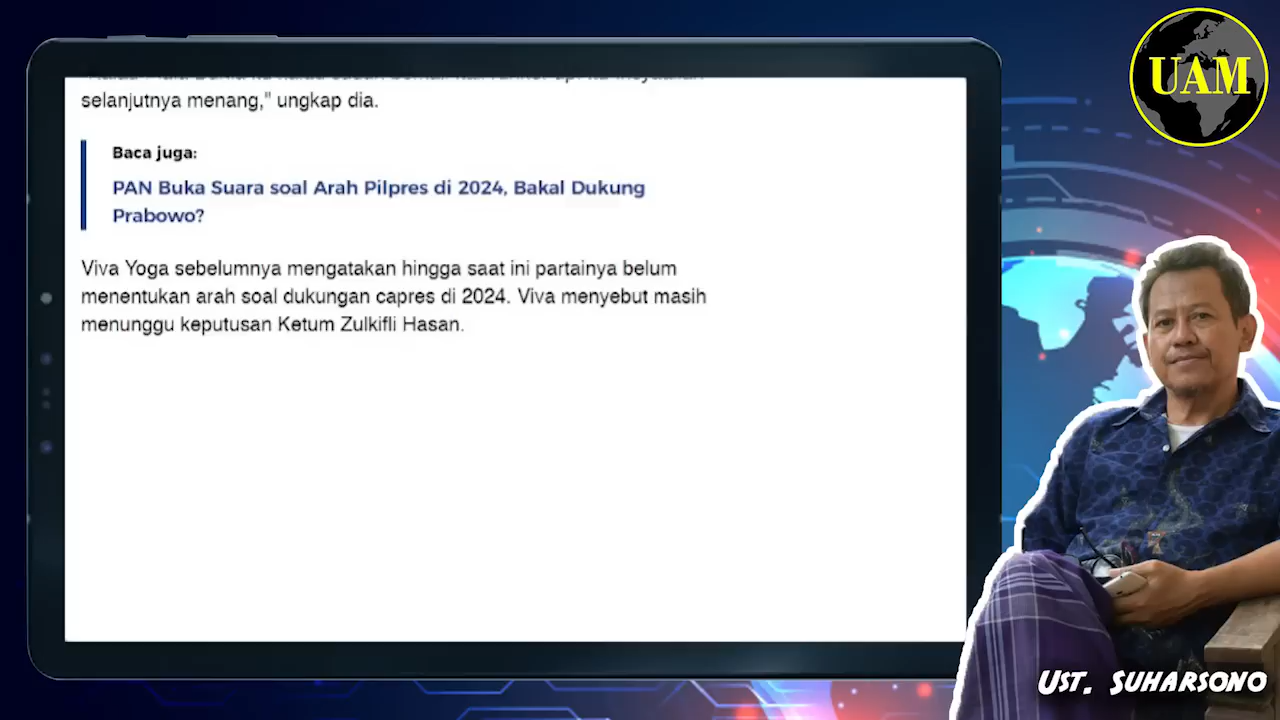 UAM
selanjutnya menang," ungkap dia.
Baca juga:
PAN Buka Suara soal Arah Pilpres di 2024, Bakal Dukung
Prabowo?
Viva Yoga sebelumnya mengatakan hingga saat ini partainya belum
menentukan arah soal dukungan capres di 2024. Viva menyebut masih
menunggu keputusan Ketum Zulkifli Hasan.
Ust. Suharsono